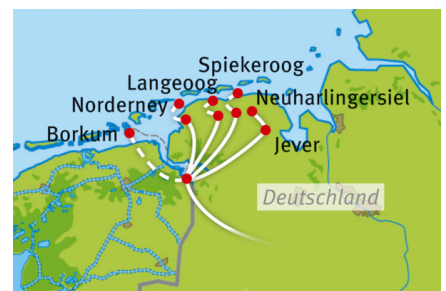 Spiekeroog
Langeoog
Norderney
Neuharlingersiel
Borkum
Jever
Deutschland